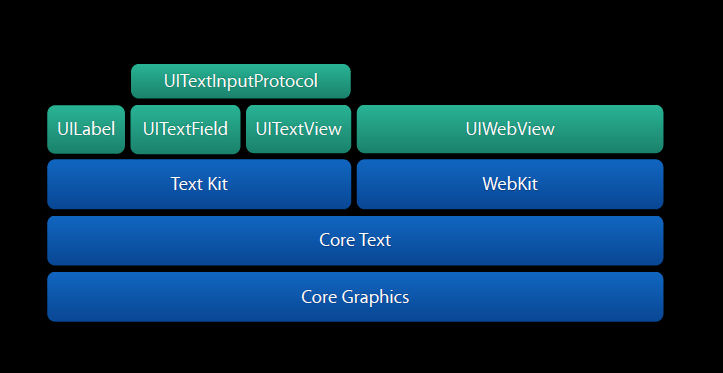 UITextInputProtocol
UILabel
UITextField
UITextView
UIWebView
Text Kit
WebKit
Core Text
Core Graphics